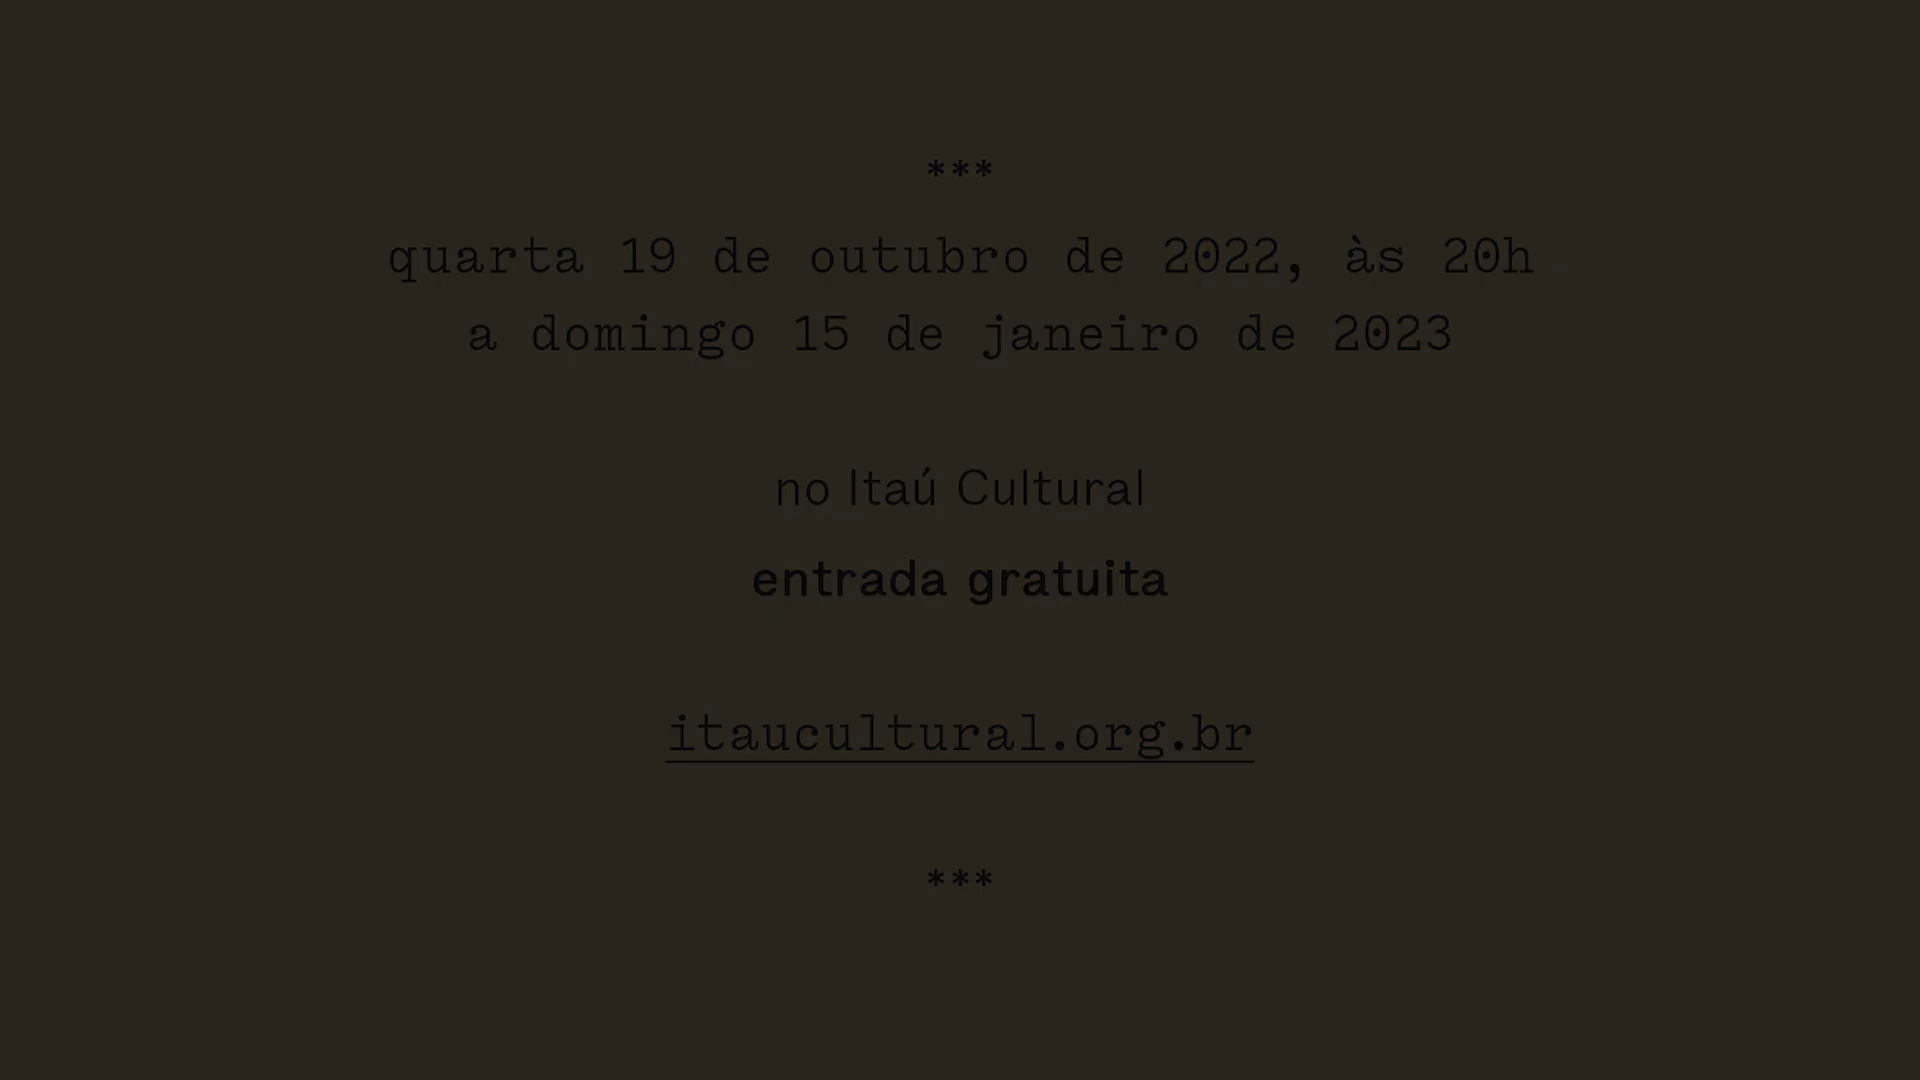 ***
quarta 19 de outubro de 2022, às 20h
a domingo 15 de janeiro de 2023
no Itaú Cultural
entrada gratuita
itaucultural.org.br
***